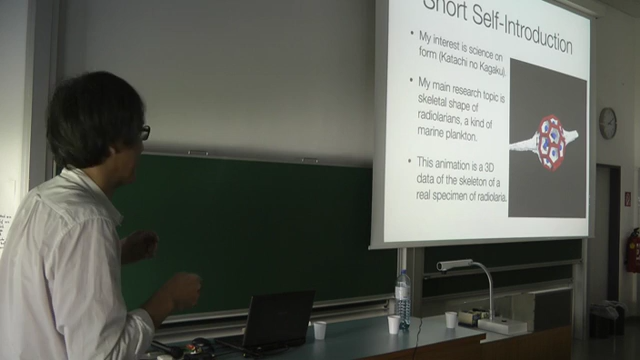 Short Self-Introduction
• My interest is science on
form (Katachi no Kagaku).
• My main research topic is
skeletal shape of
radiolarians, a kind of
marine plankton.
• This animation is a 3D
data of the skeleton of a
real specimen of radiolaria.